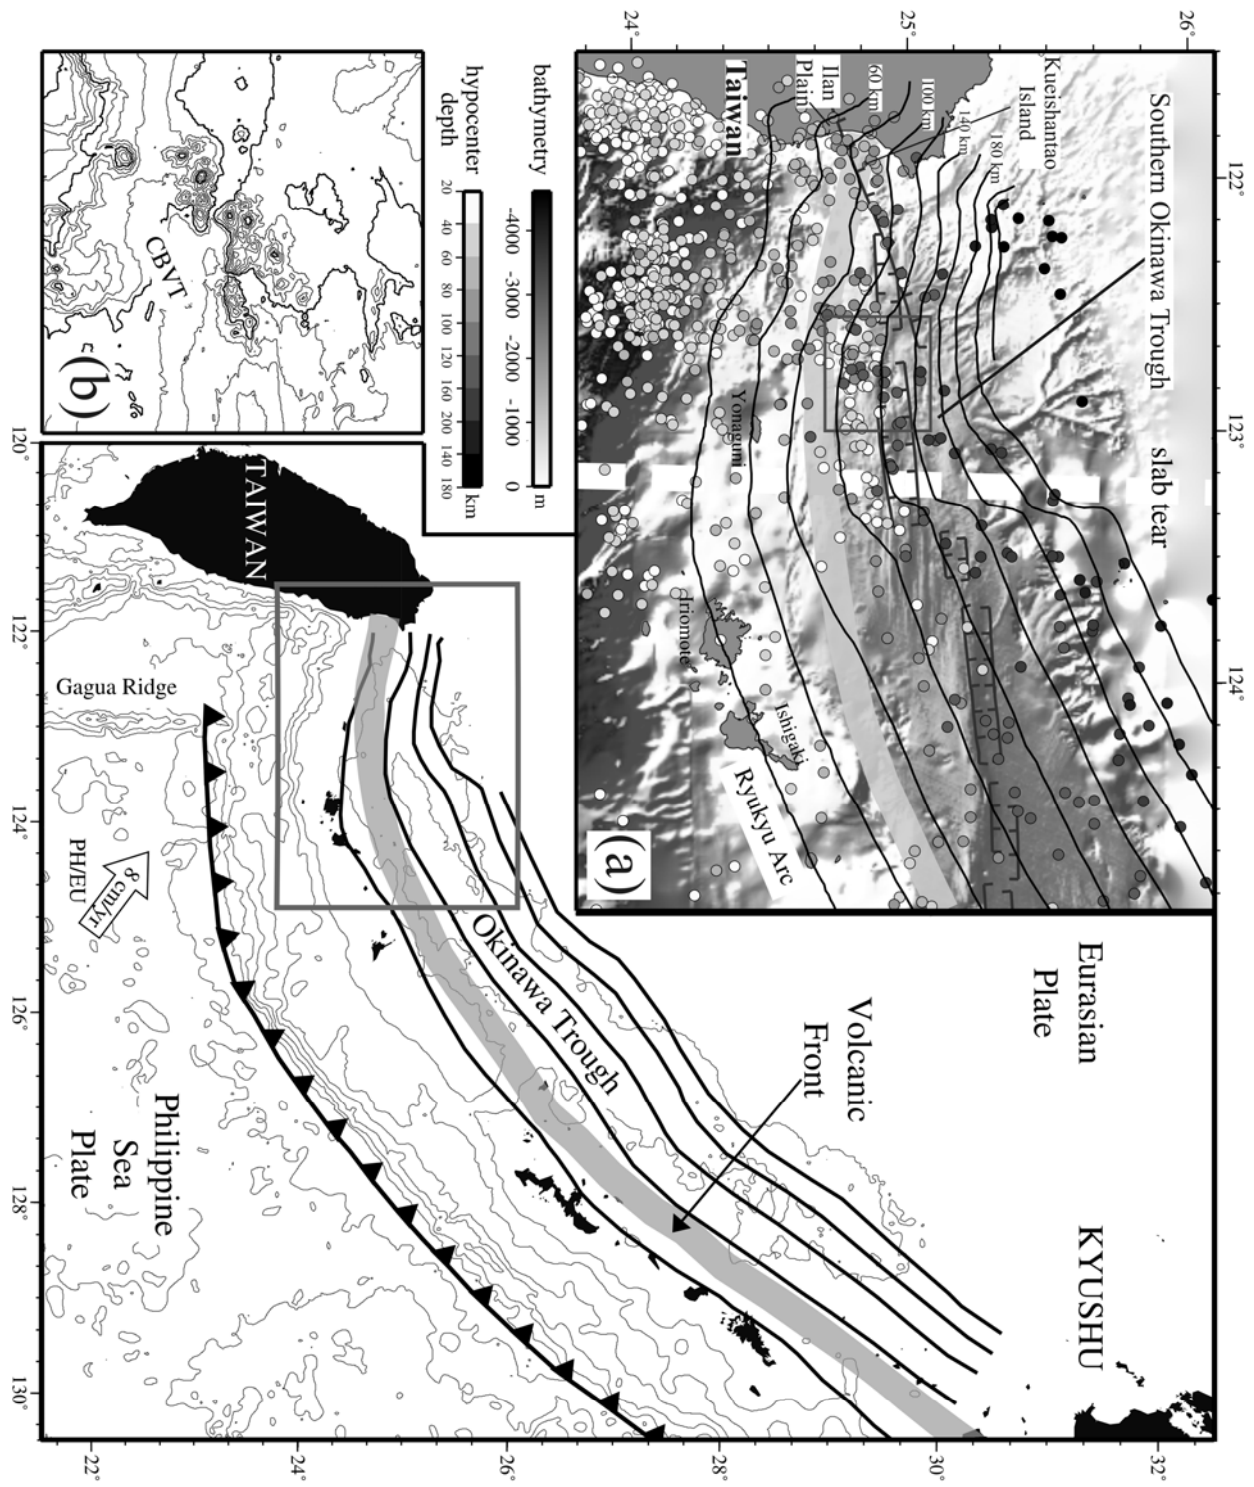 24°
25°
26°
Kueishantao
Island
Southern Okinawa Trough
slab tear
Ilan
Plain
60 km
100 km
140 km
180 km
Taiwan
Yonaguni
Iriomote
Ishigaki
Ryukyu Arc
(a)
122°
123°
124°
bathymetry
-4000
-3000
-2000
-1000
0
m
hypocenter
depth
20
40
60
80
100
120
160
200
140
180
km
CBVT
(b)
TAIWAN
Gagua Ridge
8 cm/yr
PH/EU
Okinawa Trough
Volcanic
Front
Eurasian
Plate
KYUSHU
Philippine
Sea
Plate
120°
122°
124°
126°
128°
130°
22°
24°
26°
28°
30°
32°